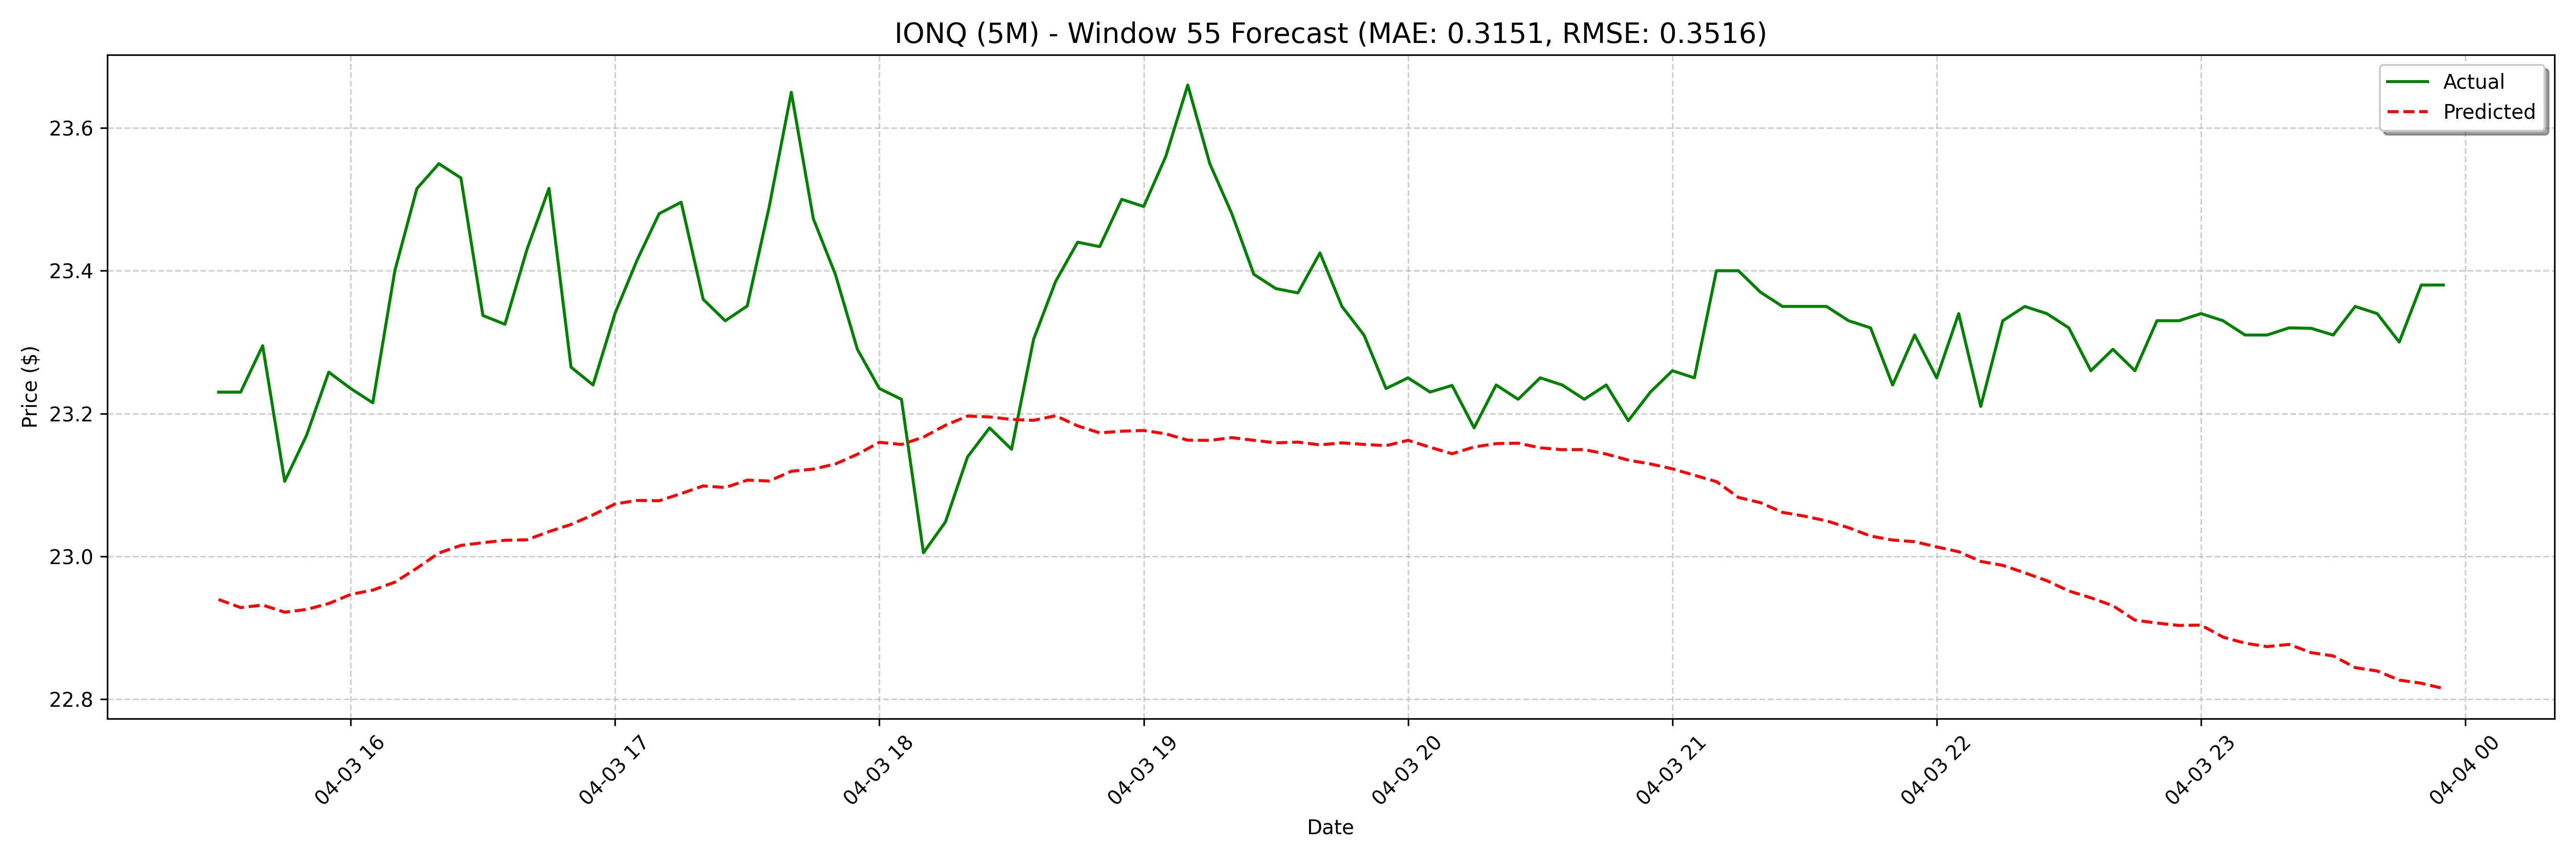 IONQ (5M) - Window 55 Forecast (MAE: 0.3151, RMSE: 0.3516)
Actual
Predicted
Price ($)
23.6
23.4
23.2
23.0
22.8
04-03 16
04-03 17
04-03 18
04-03 19
04-03 20
04-03 21
04-03 22
04-03 23
04-04 00
Date